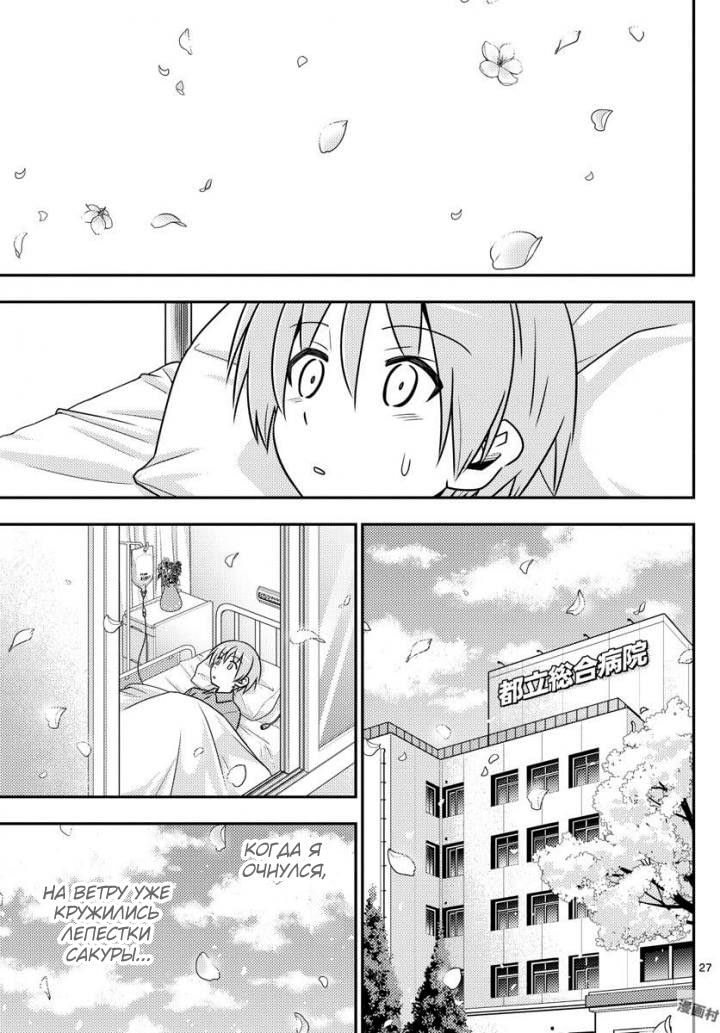 都立総合病院
КОГДА Я
ОЧНУЛСЯ,
НА ВЕТРУ УЖЕ
КРУЖИЛИСЬ
ЛЕПЕСТКИ
САКУРЫ...
27
漫画村